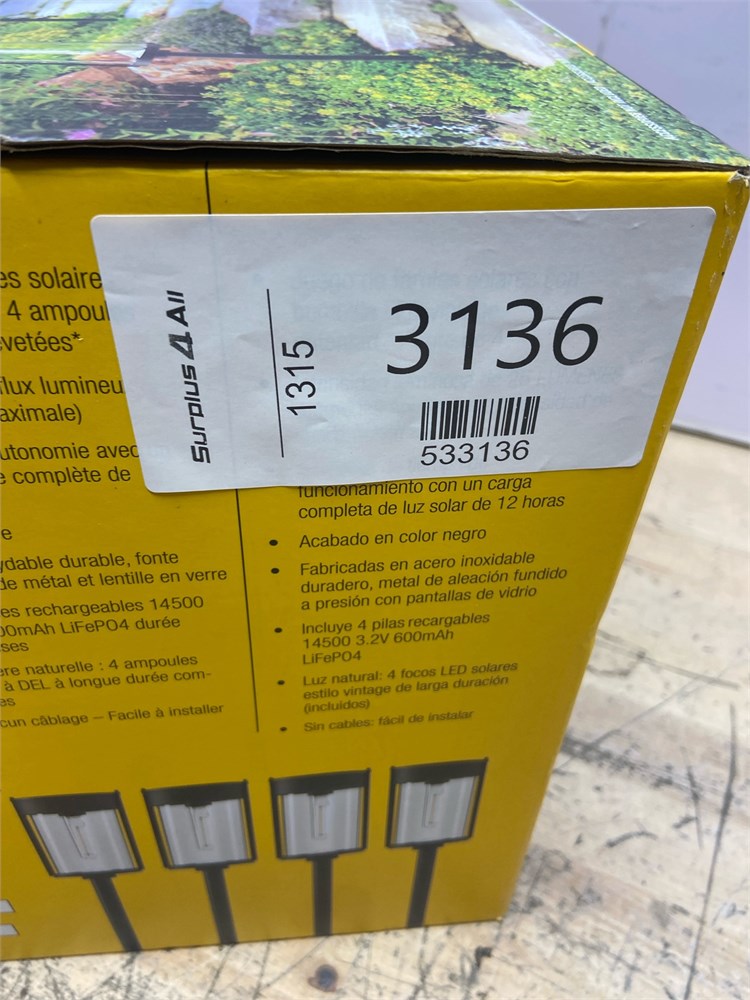 Surplus 4 All
1315
3136
533136
es solaire
4 ampou
vetées*
flux lumineu
aximale)
utonomie avec
e complète de
e
ydable durable, fonte
de métal et lentille en verre
es rechargeables 14500
00mAh LiFePO4 durée
ses
ère naturelle : 4 ampoules
à DEL à longue durée com-
es
cun câblage – Facile à installer
funcionamiento con un carga
completa de luz solar de 12 horas
• Acabado en color negro
• Fabricadas en acero inoxidable
duradero, metal de aleación fundido
a presión con pantallas de vidrio
• Incluye 4 pilas recargables
14500 3.2V 600mAh
LiFePO4
• Luz natural: 4 focos LED solares
estilo vintage de larga duración
(incluidos)
• Sin cables: fácil de instalar